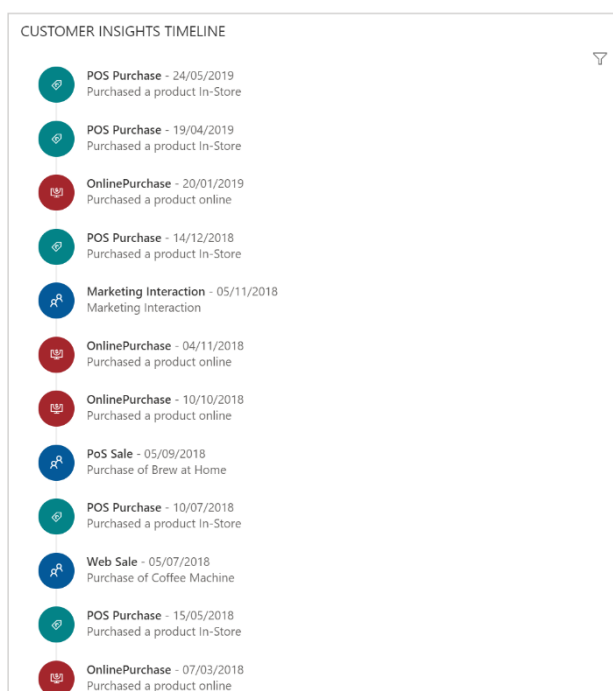 CUSTOMER INSIGHTS TIMELINE
POS Purchase - 24/05/2019
Purchased a product In-Store
POS Purchase - 19/04/2019
Purchased a product In-Store
OnlinePurchase - 20/01/2019
Purchased a product online
POS Purchase - 14/12/2018
Purchased a product In-Store
Marketing Interaction - 05/11/2018
Marketing Interaction
OnlinePurchase - 04/11/2018
Purchased a product online
OnlinePurchase - 10/10/2018
Purchased a product online
PoS Sale - 05/09/2018
Purchase of Brew at Home
POS Purchase - 10/07/2018
Purchased a product In-Store
Web Sale - 05/07/2018
Purchase of Coffee Machine
POS Purchase - 15/05/2018
Purchased a product In-Store
OnlinePurchase - 07/03/2018
Purchased a product online